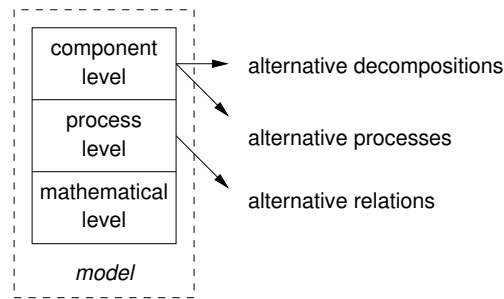 component
level
alternative decompositions
process
level
alternative processes
mathematical
level
alternative relations
model